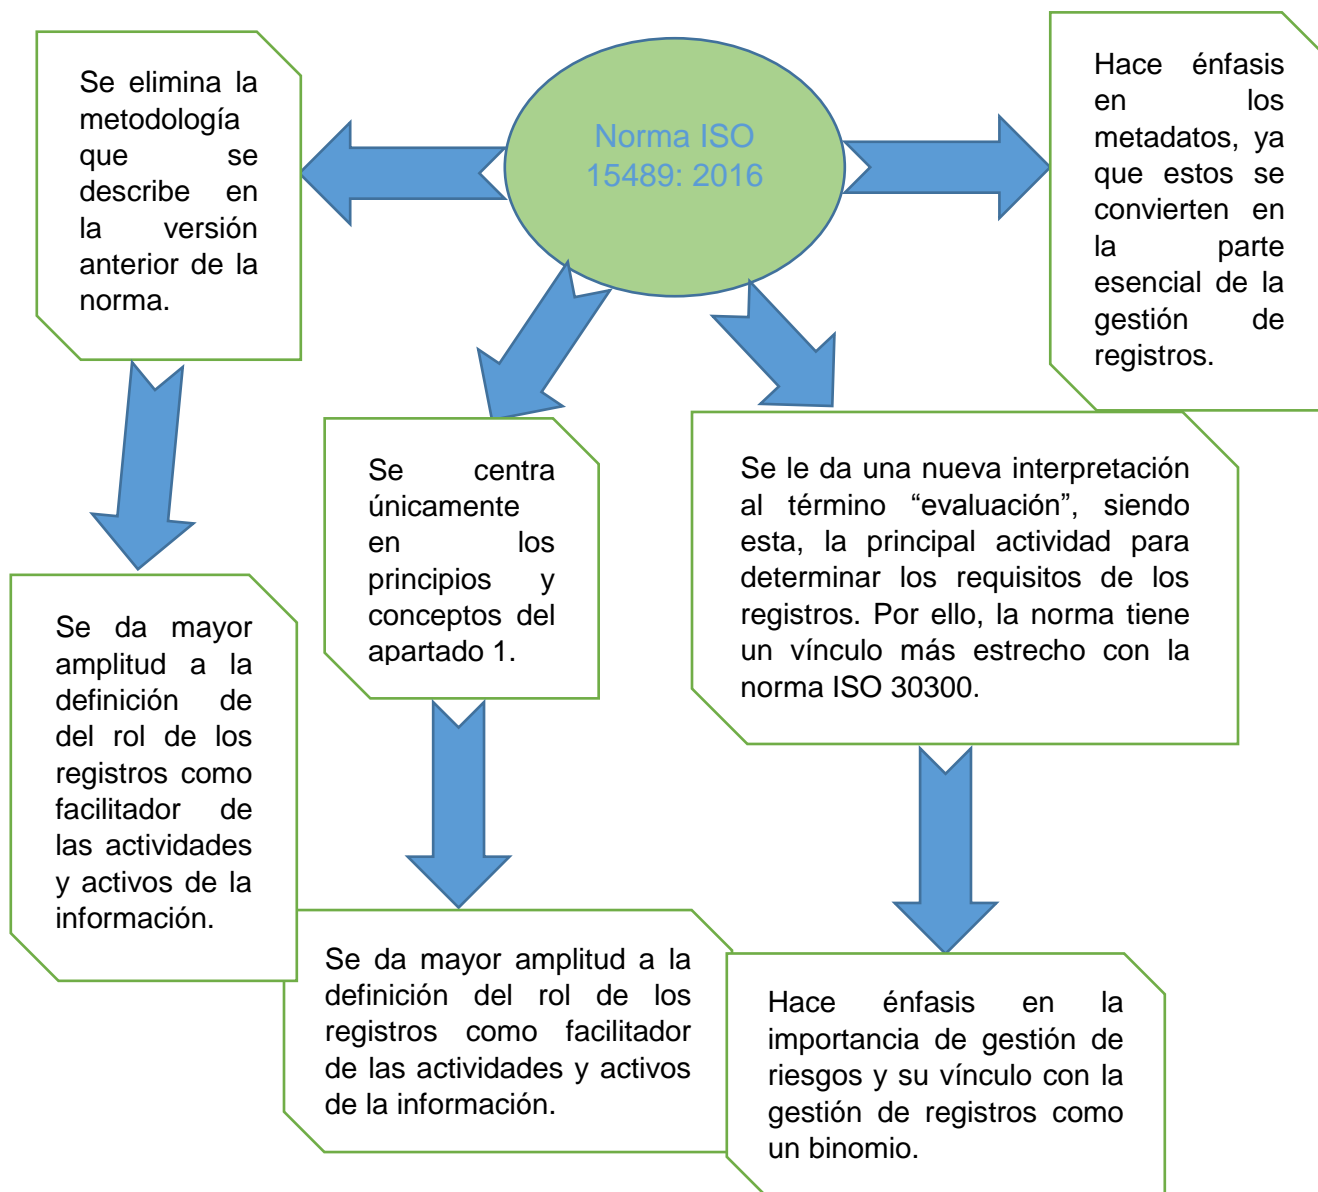 Norma ISO
15489: 2016
Se elimina la
metodología
que se
describe en
la versión
anterior de la
norma.
Hace énfasis
en los
metadatos, ya
que estos se
convierten en
la parte
esencial de la
gestión de
registros.
Se centra
únicamente
en los
principios y
conceptos del
apartado 1.
Se le da una nueva interpretación
al término “evaluación”, siendo
esta, la principal actividad para
determinar los requisitos de los
registros. Por ello, la norma tiene
un vínculo más estrecho con la
norma ISO 30300.
Se da mayor
amplitud a la
definición de
del rol de los
registros como
facilitador de
las actividades
y activos de la
información.
Se da mayor amplitud a la
definición del rol de los
registros como facilitador
de las actividades y activos
de la información.
Hace énfasis en la
importancia de gestión de
riesgos y su vínculo con la
gestión de registros como
un binomio.